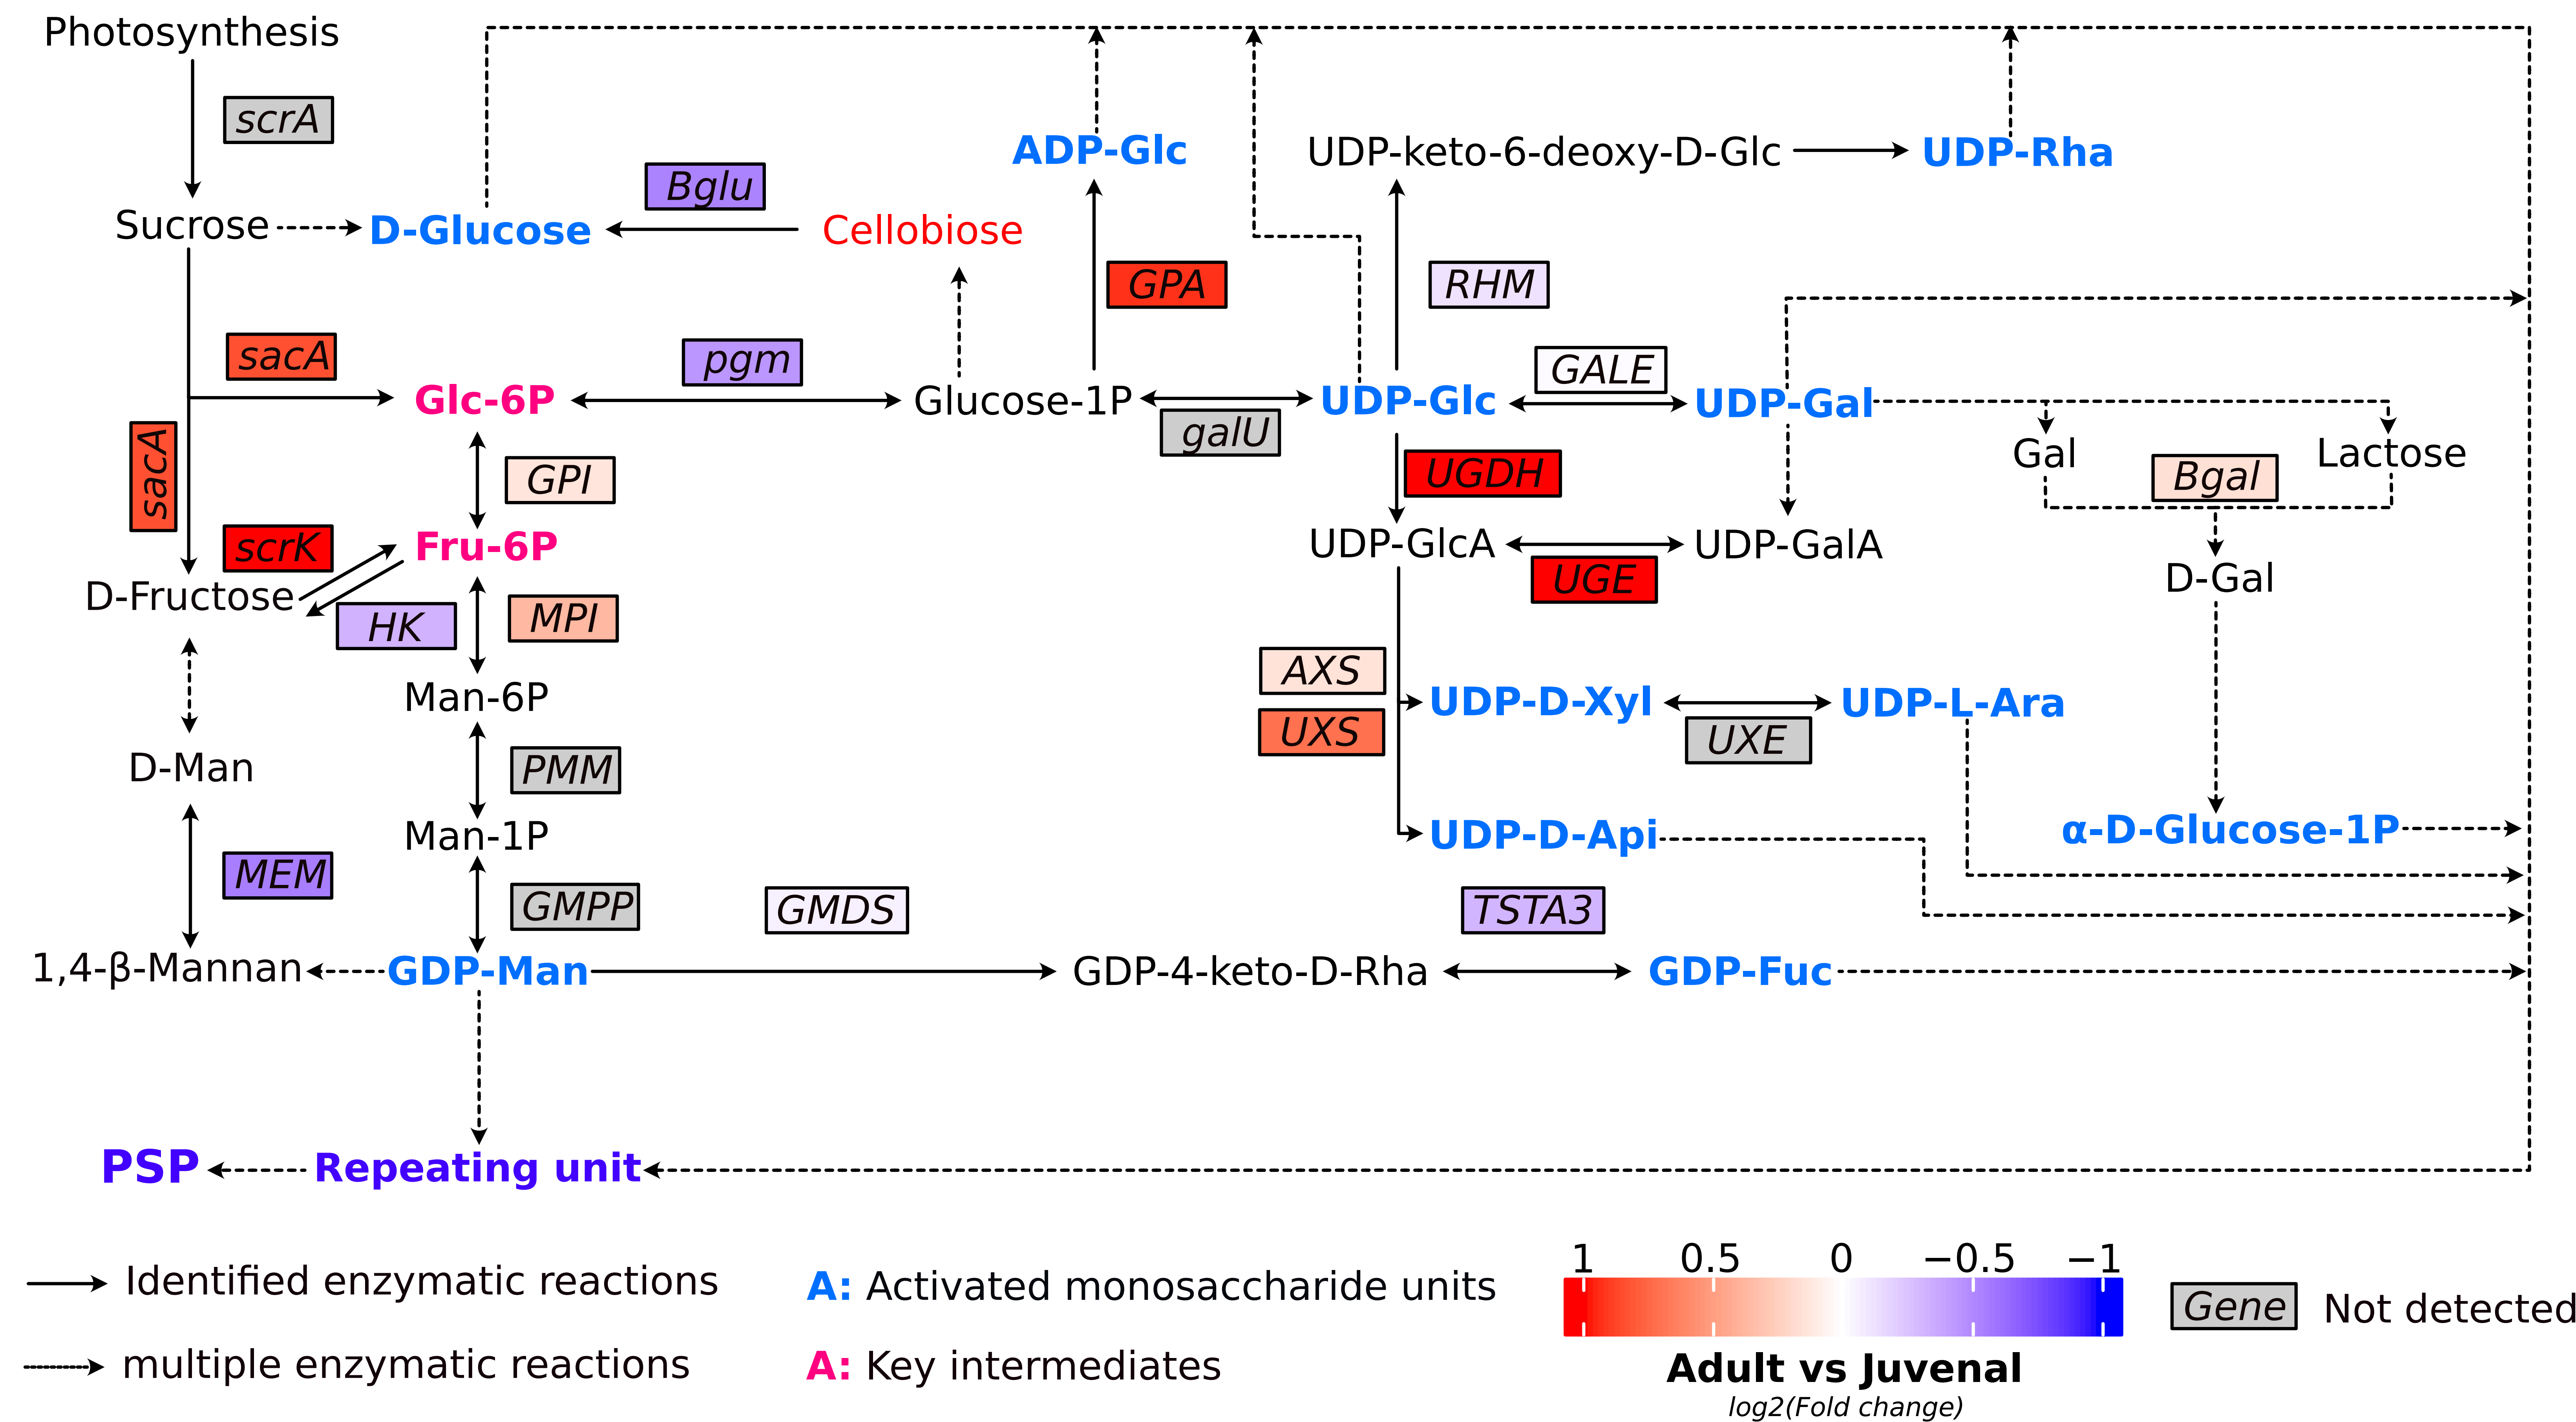 Photosynthesis
scrA
ADP-Glc
UDP-keto-6-deoxy-D-Glc
UDP-Rha
Bglu
Sucrose
D-Glucose
Cellobiose
GPA
RHM
sacA
pgm
GALE
Glc-6P
Glucose-1P
UDP-Glc
UDP-Gal
galU
Gal
Lactose
sacA
GPI
UGDH
Bgal
scrK
Fru-6P
UDP-GlcA
UDP-GalA
UGE
D-Gal
D-Fructose
HK
MPI
AXS
Man-6P
UDP-D-Xyl
UDP-L-Ara
UXS
UXE
D-Man
PMM
Man-1P
UDP-D-Api
α-D-Glucose-1P
MEM
GMPP
GMDS
TSTA3
1,4-β-Mannan
GDP-Man
GDP-4-keto-D-Rha
GDP-Fuc
PSP
Repeating unit
Identified enzymatic reactions
A: Activated monosaccharide units
1 0.5 0 −0.5 −1
Gene Not detected
multiple enzymatic reactions
A: Key intermediates
Adult vs Juvenal
log2(Fold change)